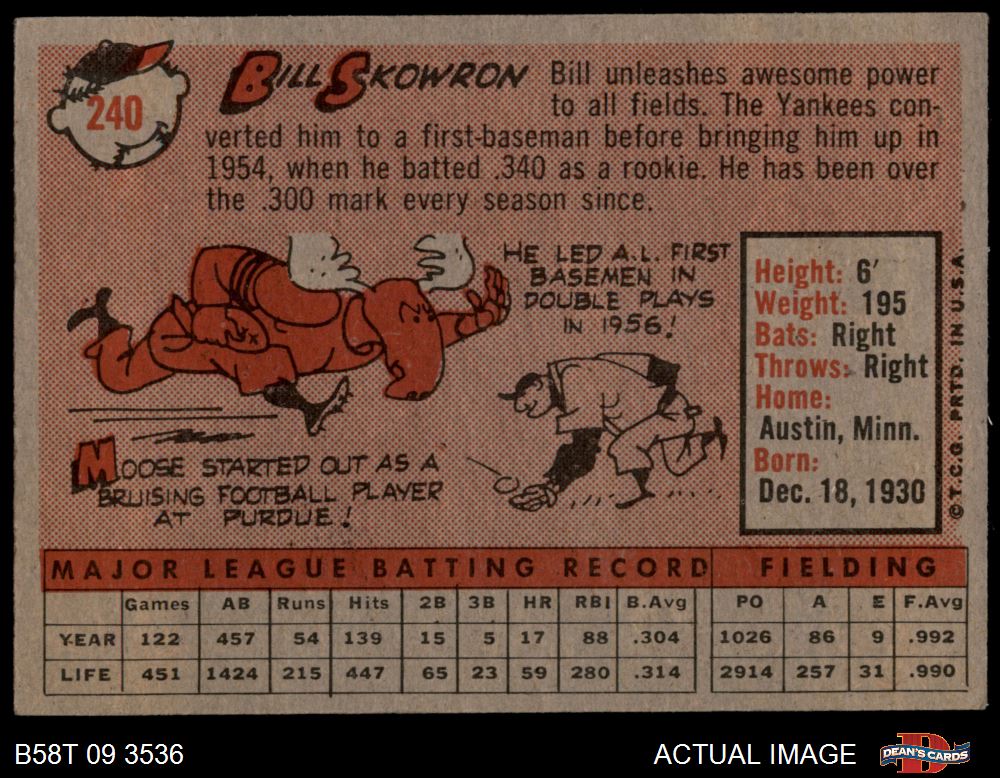 240
BILL SKOWRON Bill unleashes awesome power
to all fields. The Yankees con-
verted him to a first-baseman before bringing him up in
1954, when he batted .340 as a rookie. He has been over
the .300 mark every season since.
HE LED A.L. FIRST
BASEMEN IN
DOUBLE PLAYS
IN 1956!
MOOSE STARTED OUT AS A
BRUISING FOOTBALL PLAYER
AT PURDUE!
Height: 6'
Weight: 195
Bats: Right
Throws: Right
Home:
Austin, Minn.
Born:
Dec. 18, 1930
©T.C.G. PRTD. IN U.S.A.
MAJOR LEAGUE BATTING RECORD FIELDING
Games AB Runs Hits 2B 3B HR RBI B.Avg PO A E F.Avg
YEAR 122 457 54 139 15 5 17 88 .304 1026 86 9 .992
LIFE 451 1424 215 447 65 23 59 280 .314 2914 257 31 .990
B58T 09 3536 ACTUAL IMAGE DEAN'S CARDS